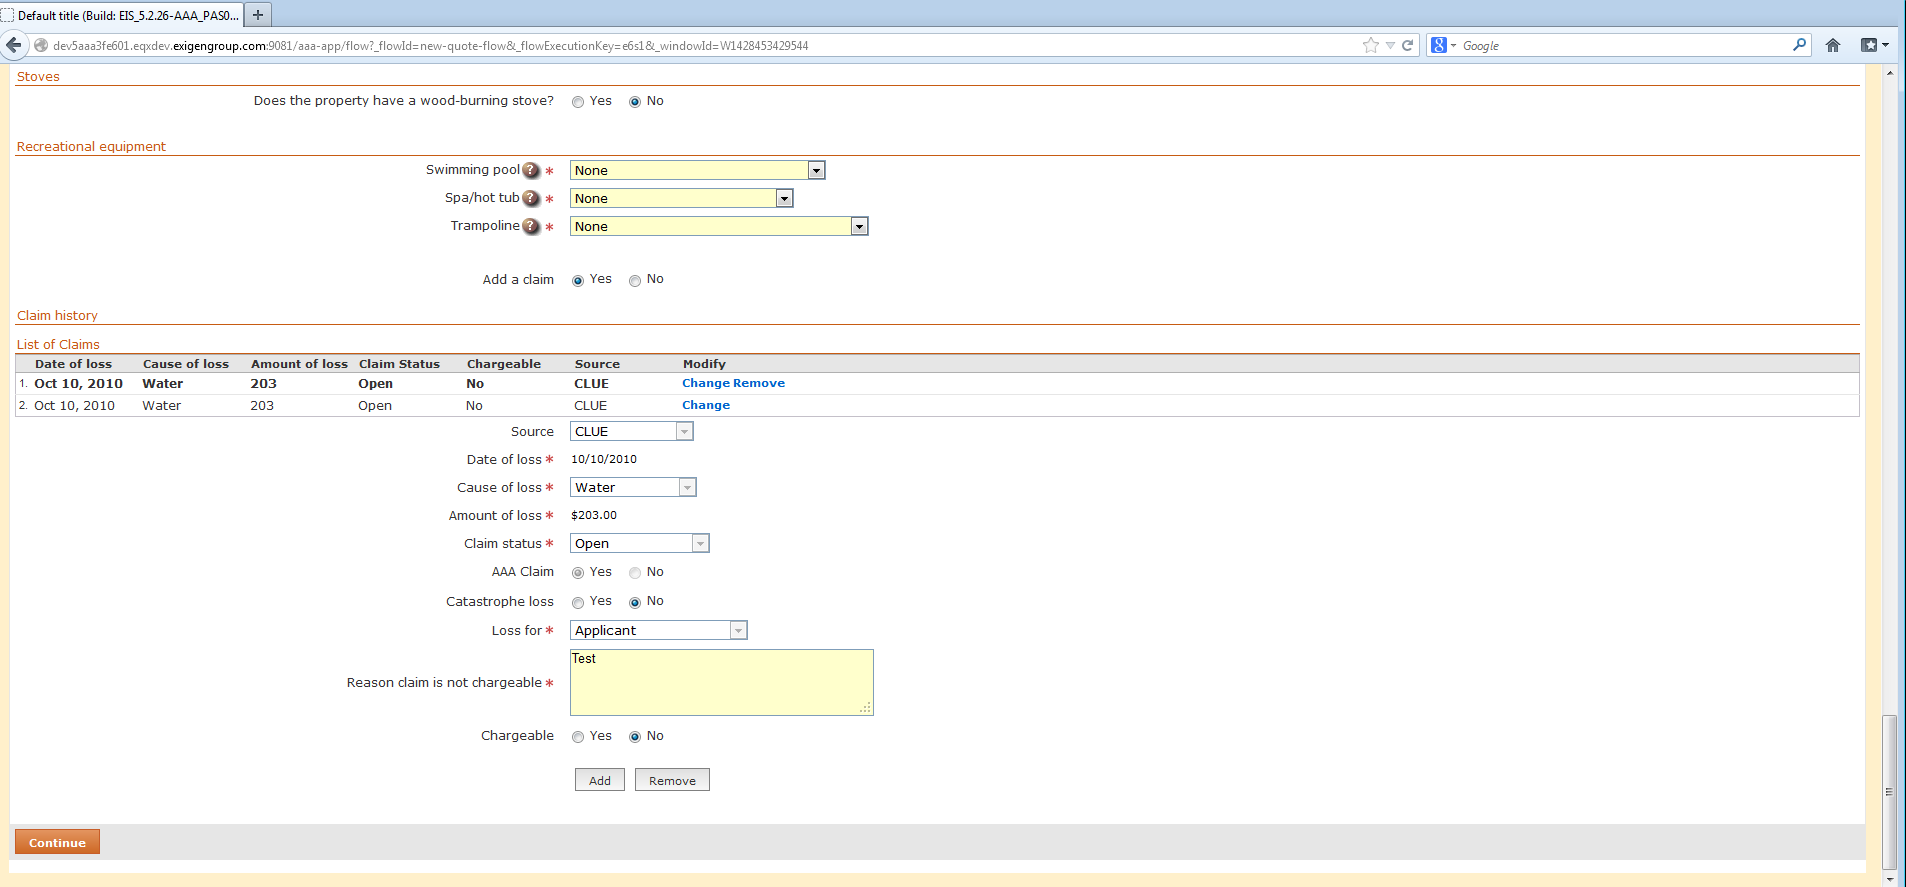 Default title (Build: EIS_5.2.26-AAA_PAS0...
dev5aaa3fe601.eqxdev.exigengroup.com:9081/aaa-app/flow?_flowId=new-quote-flow&_flowExecutionKey=e6s1&_windowId=W1428453429544
8 Google
Stoves
Does the property have a wood-burning stove? Yes No
Recreational equipment
Swimming pool ? * None
Spa/hot tub ? * None
Trampoline ? * None
Add a claim Yes No
Claim history
List of Claims
Date of loss Cause of loss Amount of loss Claim Status Chargeable Source Modify
1. Oct 10, 2010 Water 203 Open No CLUE Change Remove
2. Oct 10, 2010 Water 203 Open No CLUE Change
Source CLUE
Date of loss * 10/10/2010
Cause of loss * Water
Amount of loss * $203.00
Claim status * Open
AAA Claim Yes No
Catastrophe loss Yes No
Loss for * Applicant
Reason claim is not chargeable * Test
Chargeable Yes No
Add Remove
Continue